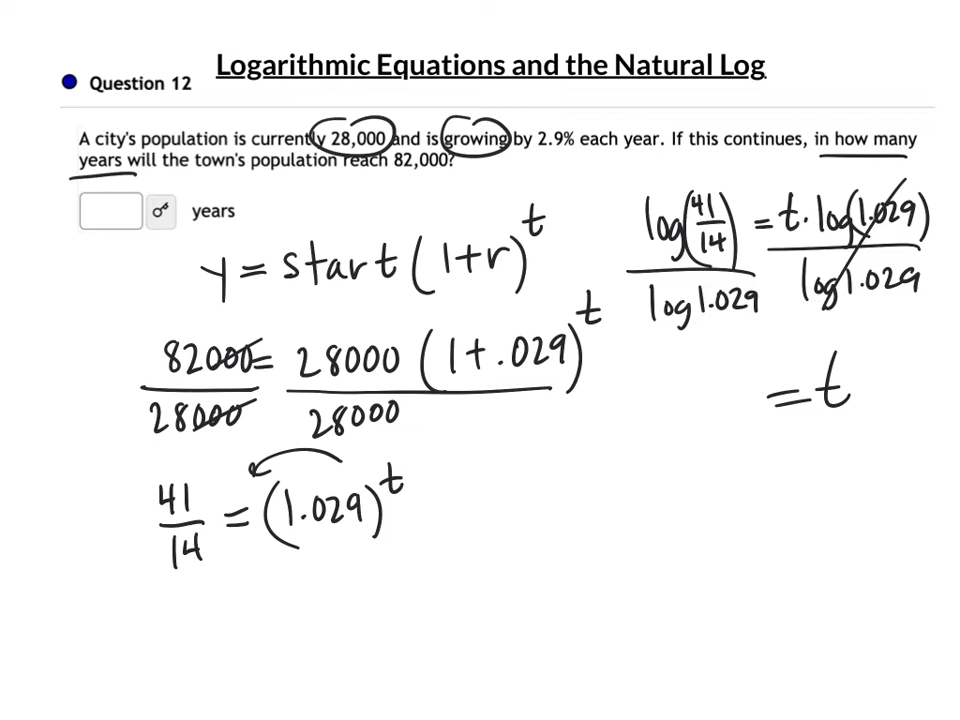 Logarithmic Equations and the Natural Log
Question 12
A city's population is currently 28,000 and is growing by 2.9% each year. If this continues, in how many
years will the town's population reach 82,000?
years
y = start (1+r)^t
82000 = 28000 (1+.029)^t
28000 28000
41/14 = (1.029)^t
log(41/14) = t·log(1.029)
log 1.029 log 1.029
= t